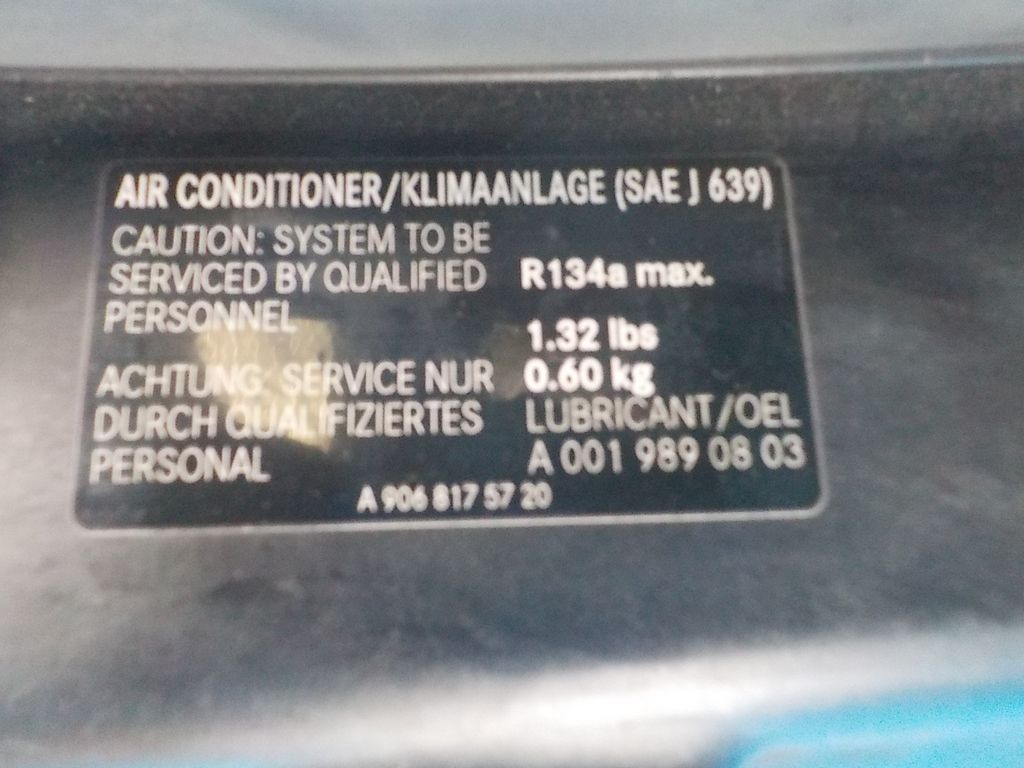 AIR CONDITIONER/KLIMAANLAGE (SAE J 639)
CAUTION: SYSTEM TO BE
SERVICED BY QUALIFIED
PERSONNEL
R134a max.
1.32 lbs
0.60 kg
ACHTUNG: SERVICE NUR
DURCH QUALIFIZIERTES
PERSONAL
LUBRICANT/OEL
A 001 989 08 03
A 906 817 57 20